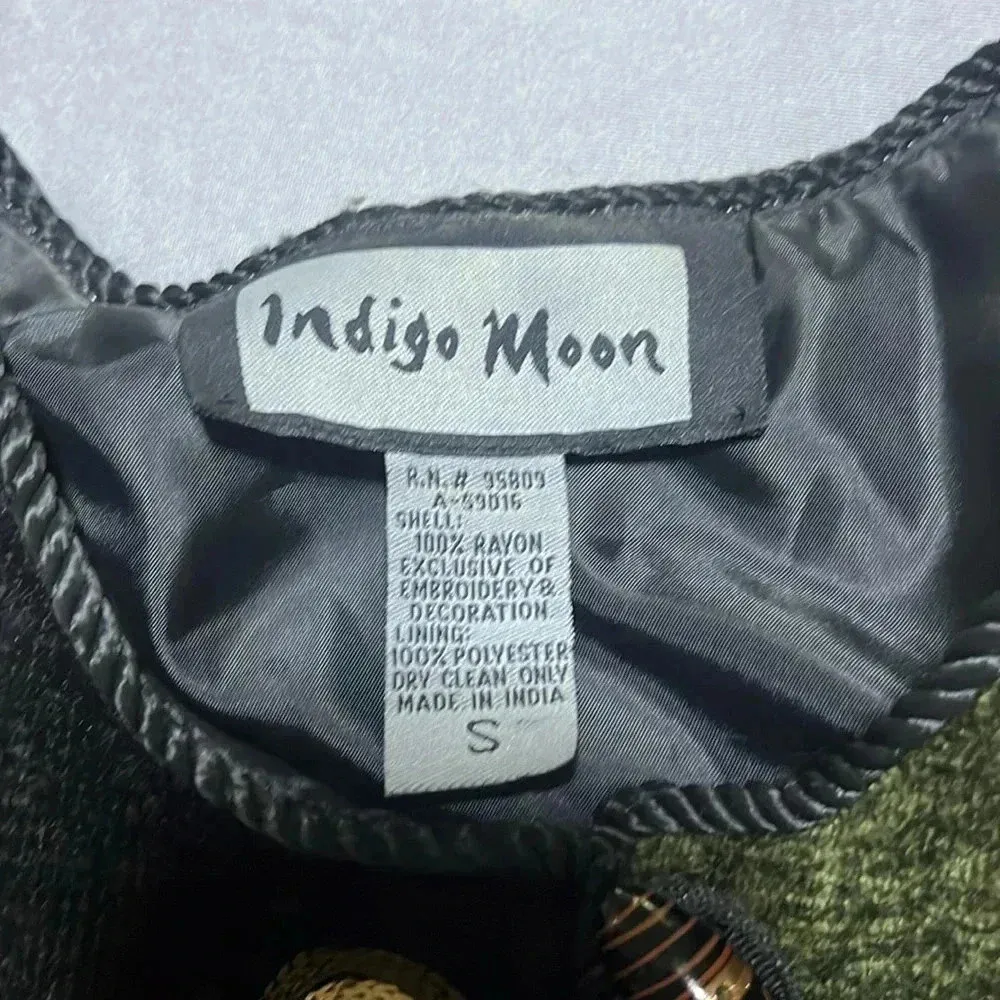 Indigo Moon
R.N.# 95809
A-59016
SHELL:
100% RAYON
EXCLUSIVE OF
EMBROIDERY &
DECORATION
LINING:
100% POLYESTER
DRY CLEAN ONLY
MADE IN INDIA
S